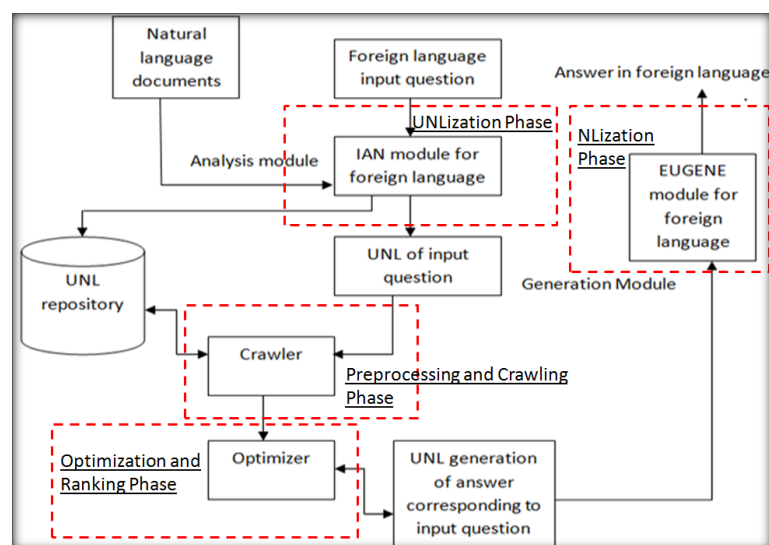 Natural
language
documents
Foreign language
input question
Answer in foreign language
UNLization Phase
NLization
Phase
Analysis module
IAN module for
foreign language
EUGENE
module for
foreign
language
UNL
repository
UNL of input
question
Generation Module
Crawler
Preprocessing and Crawling
Phase
Optimization and
Ranking Phase
Optimizer
UNL generation
of answer
corresponding to
input question